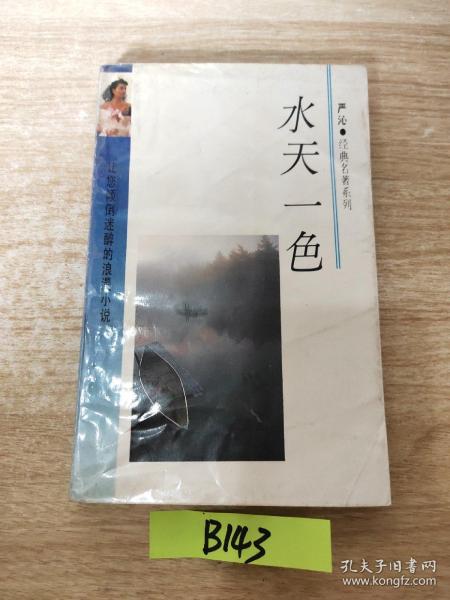 严沁●经典名著系列
水天一色
让您倾倒迷醉的浪漫小说
B143
孔夫子旧书网
www.kongfz.com